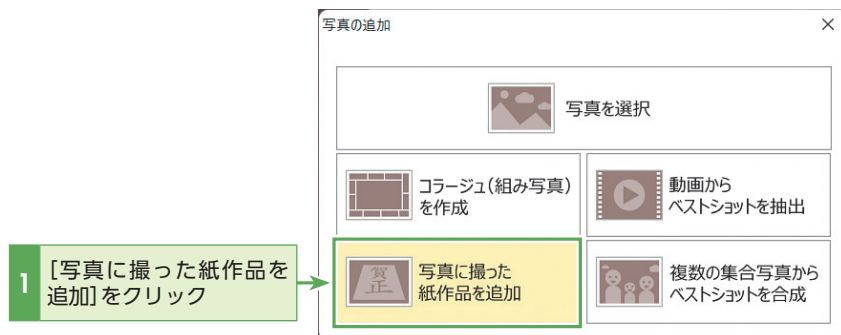 写真の追加
写真を選択
コラージュ(組み写真)
を作成
動画から
ベストショットを抽出
1
[写真に撮った紙作品を
追加]をクリック
賀
正
写真に撮った
紙作品を追加
複数の集合写真から
ベストショットを合成